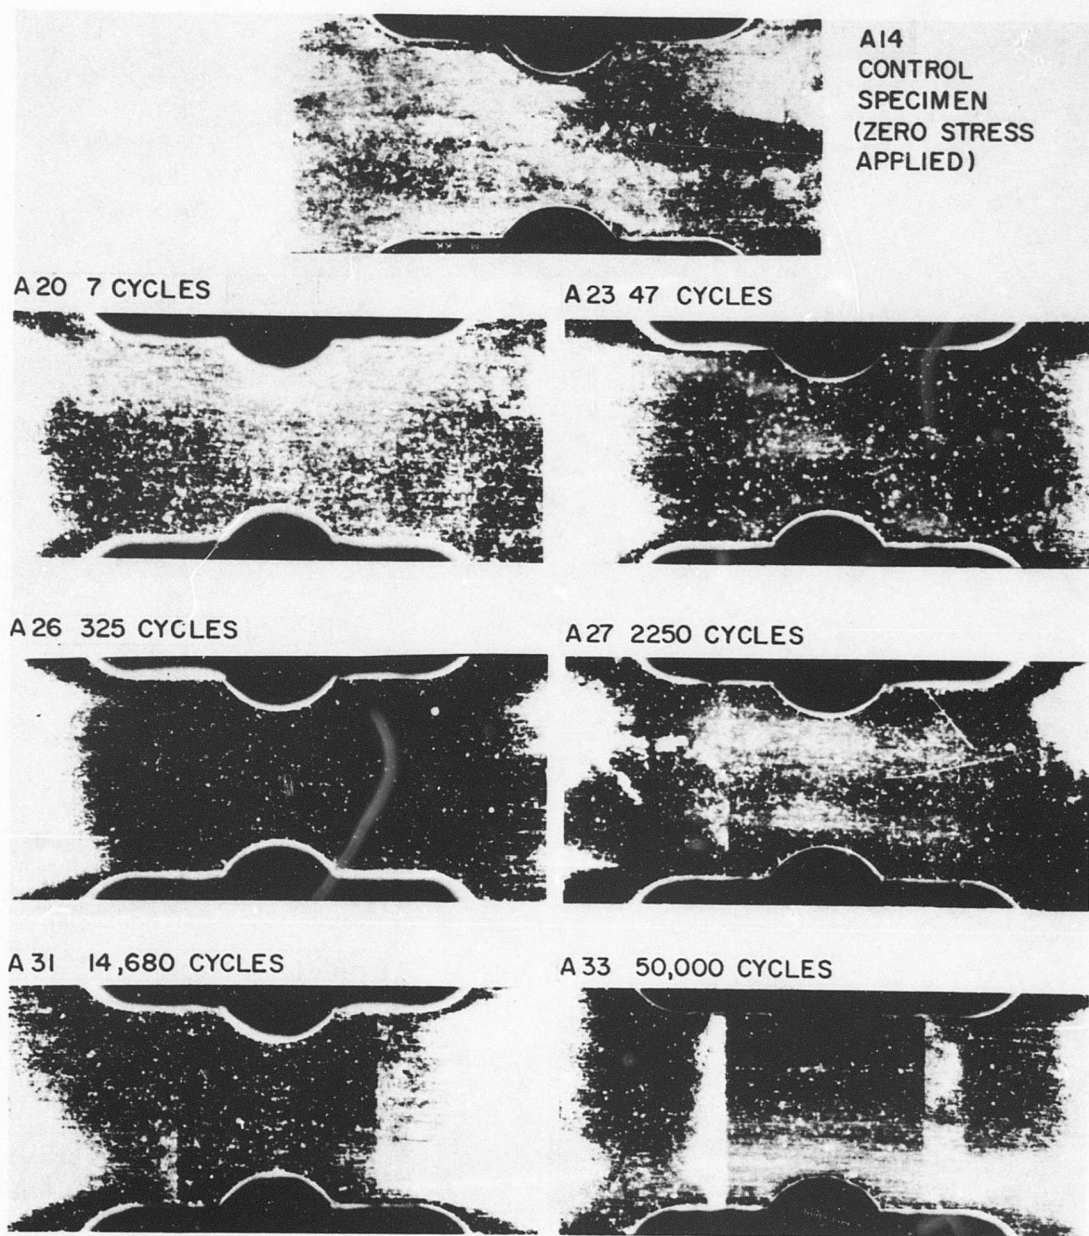 A14
CONTROL
SPECIMEN
(ZERO STRESS
APPLIED)
A20 7 CYCLES
A23 47 CYCLES
A26 325 CYCLES
A27 2250 CYCLES
A31 14,680 CYCLES
A33 50,000 CYCLES